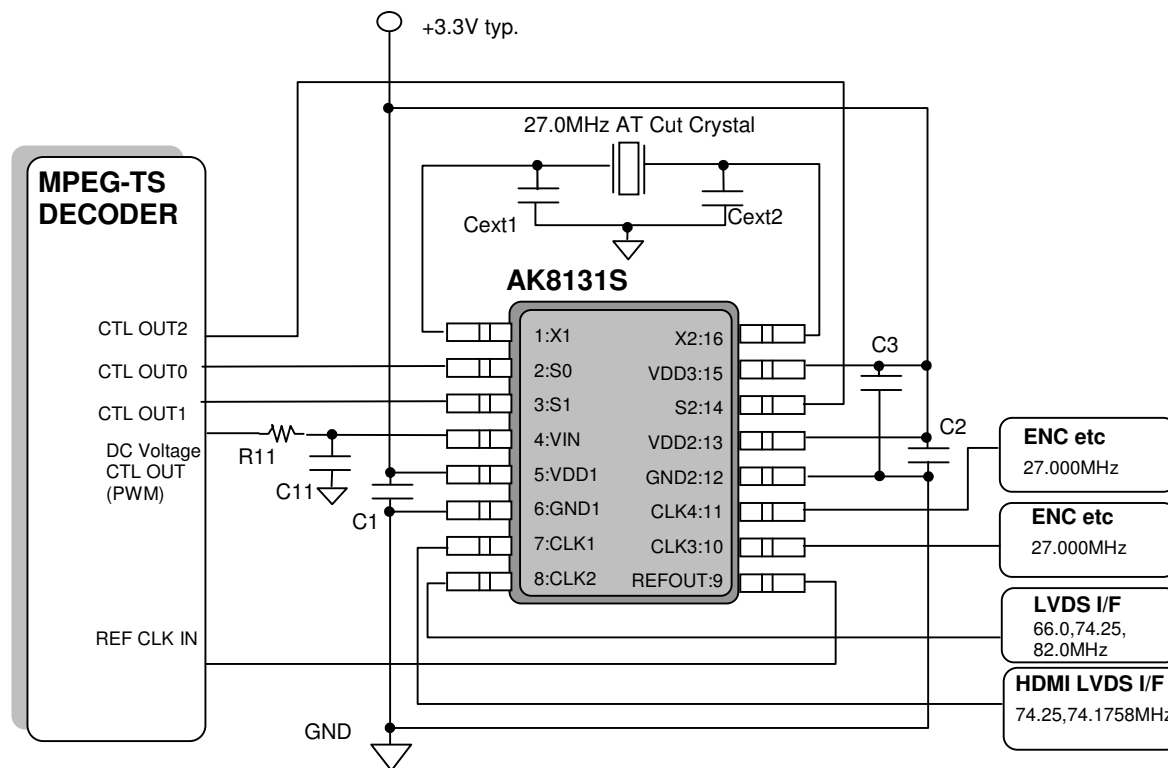 +3.3V typ.
27.0MHz AT Cut Crystal
MPEG-TS
DECODER
Cext1
Cext2
AK8131S
CTL OUT2
CTL OUT0
CTL OUT1
DC Voltage
CTL OUT
(PWM)
REF CLK IN
R11
C11
C1
1:X1
2:S0
3:S1
4:VIN
5:VDD1
6:GND1
7:CLK1
8:CLK2
X2:16
VDD3:15
S2:14
VDD2:13
GND2:12
CLK4:11
CLK3:10
REFOUT:9
C3
C2
ENC etc
27.000MHz
ENC etc
27.000MHz
LVDS I/F
66.0,74.25,
82.0MHz
HDMI LVDS I/F
74.25,74.1758MHz
GND